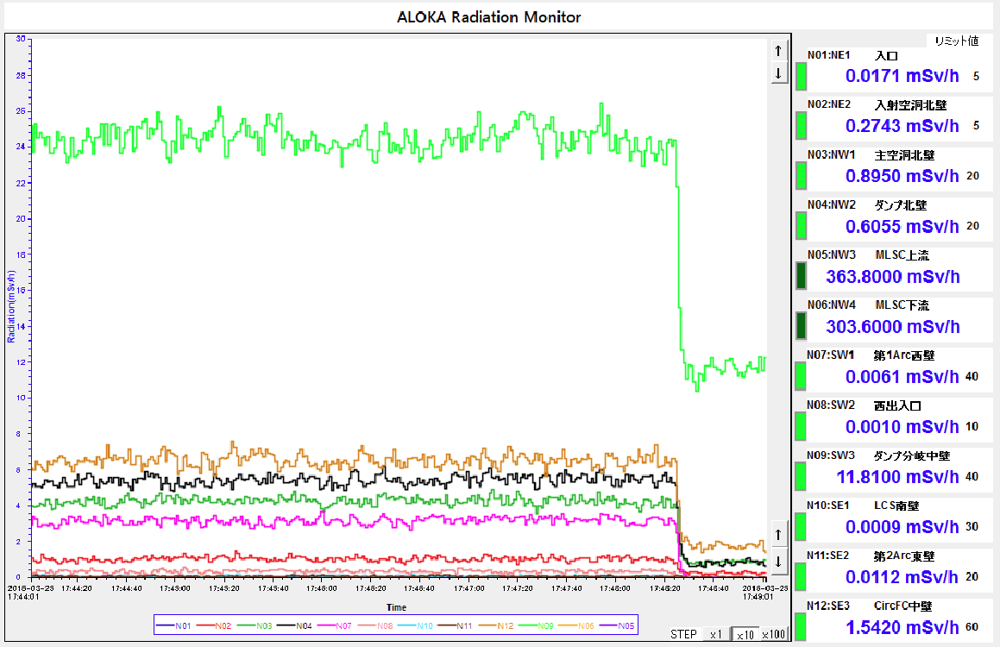 ALOKA Radiation Monitor
リミット値
30
28
26
24
22
20
18
16
14
12
10
8
6
4
2
0
Radiation(mSv/h)
2016-03-25
17:44:01
17:44:20
17:44:40
17:45:00
17:45:20
17:45:40
17:46:00
17:46:20
17:46:40
17:47:00
17:47:20
17:47:40
17:48:00
17:48:20
17:48:40
2016-03-25
17:49:01
Time
N01 N02 N03 N04 N07 N08 N10 N11 N12 N09 N06 N05
STEP x1 x10 x100
↑
↓
↑
↓
N01:NE1 入口
0.0171 mSv/h 5
N02:NE2 入射空洞北壁
0.2743 mSv/h 5
N03:NW1 主空洞北壁
0.8950 mSv/h 20
N04:NW2 ダンプ北壁
0.6055 mSv/h 20
N05:NW3 MLSC上流
363.8000 mSv/h
N06:NW4 MLSC下流
303.6000 mSv/h
N07:SW1 第1Arc西壁
0.0061 mSv/h 40
N08:SW2 西出入口
0.0010 mSv/h 10
N09:SW3 ダンプ分岐中壁
11.8100 mSv/h 40
N10:SE1 LCS南壁
0.0009 mSv/h 30
N11:SE2 第2Arc東壁
0.0112 mSv/h 20
N12:SE3 CircFC中壁
1.5420 mSv/h 60